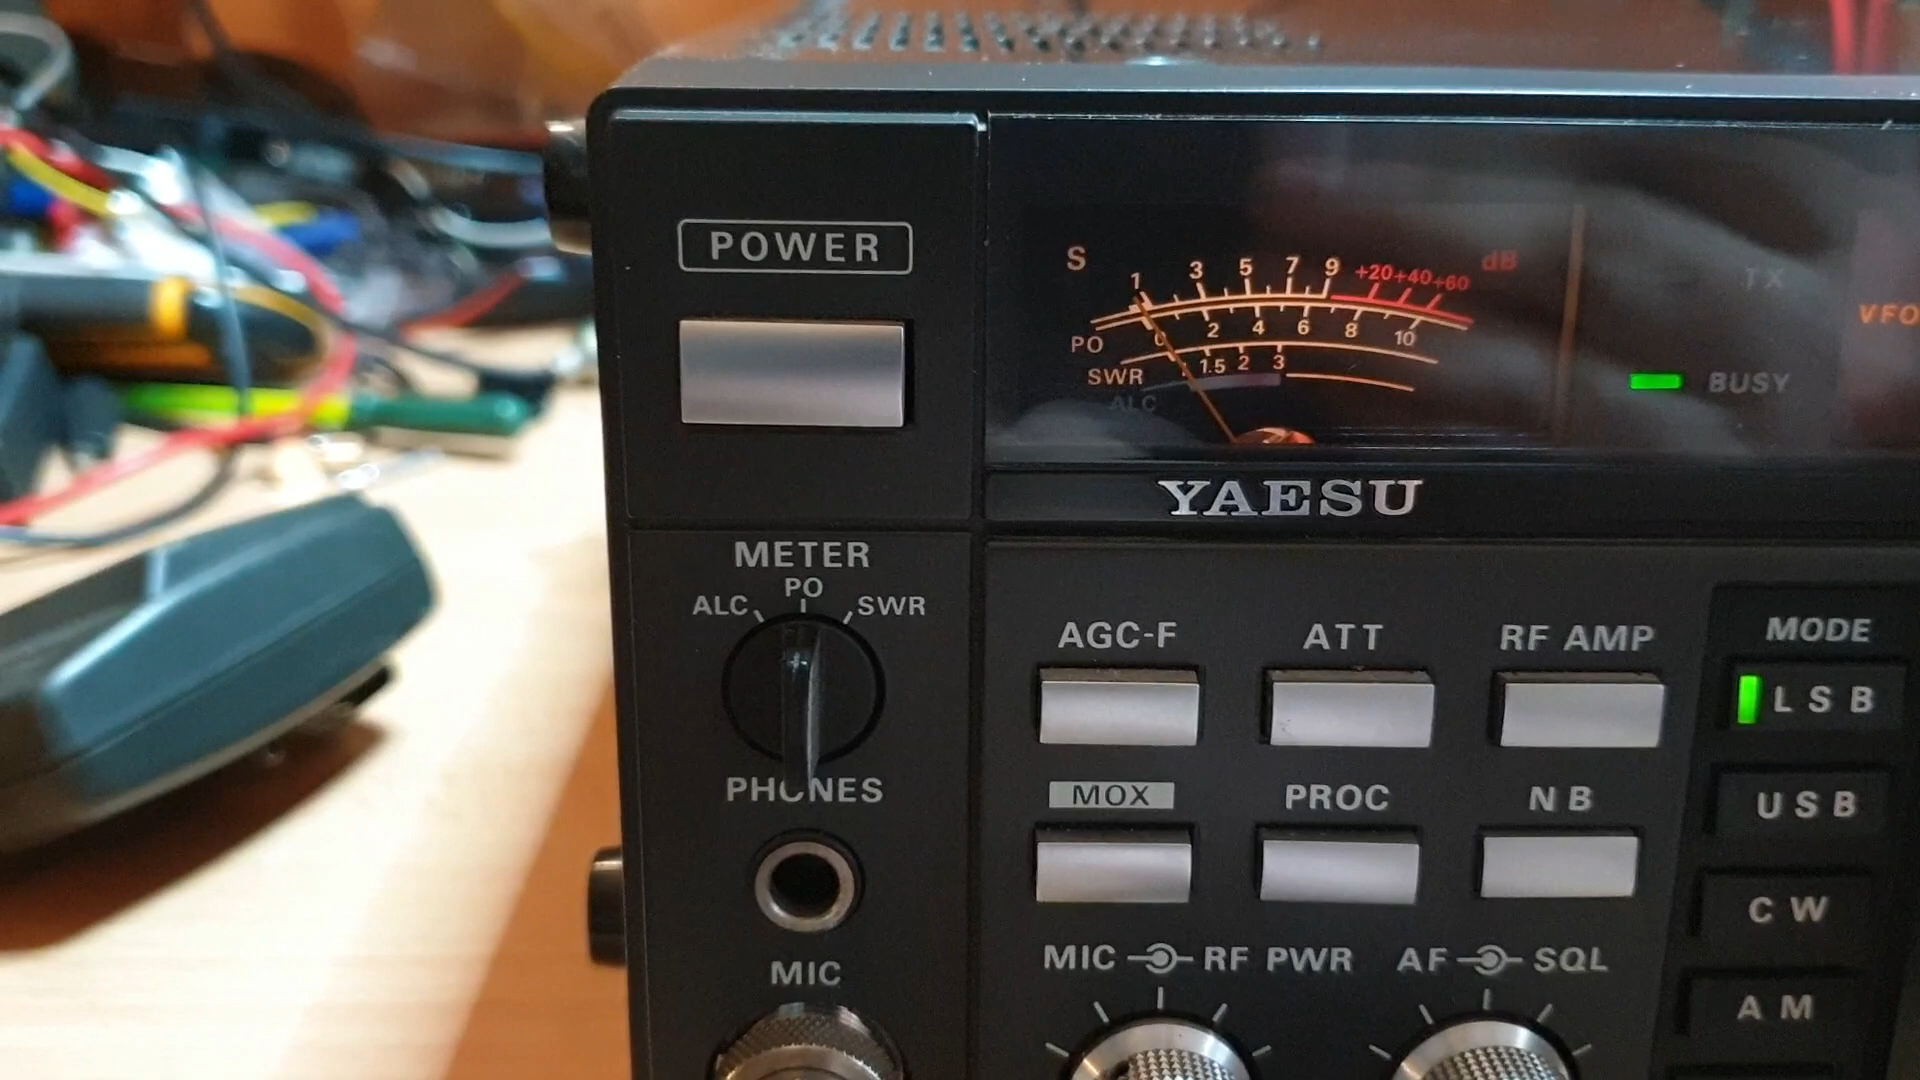 POWER
S 1 3 5 7 9 +20 +40 +60 dB
PO 0 2 4 6 8 10
SWR 1.5 2 3
ALC
TX
BUSY
VFO
YAESU
METER
ALC PO SWR
PHONES
MIC
AGC-F ATT RF AMP
MOX PROC NB
MIC RF PWR AF SQL
MODE
LSB
USB
CW
AM